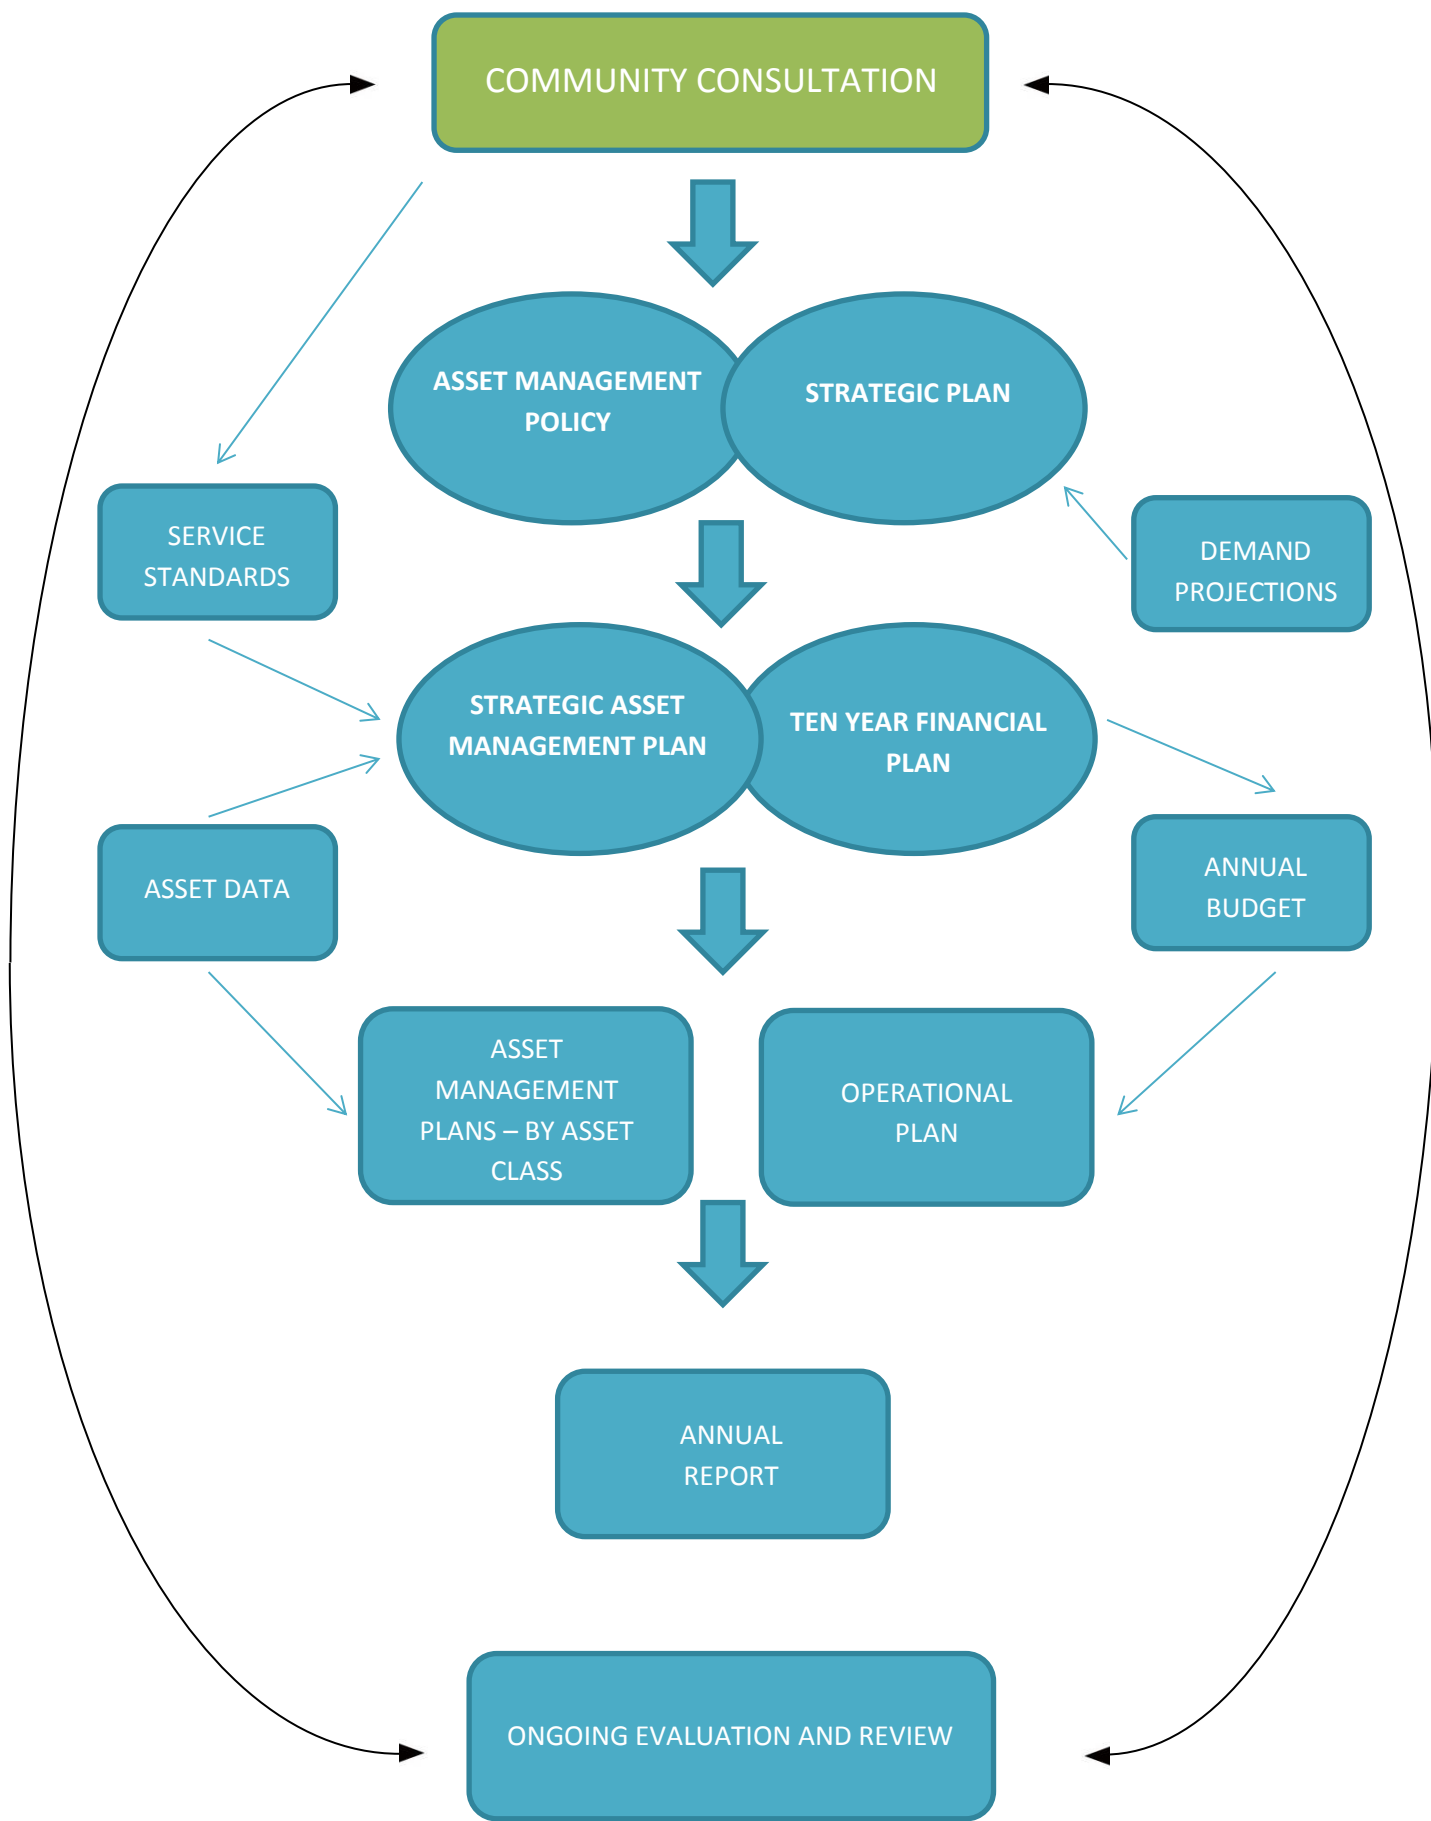 COMMUNITY CONSULTATION
ASSET MANAGEMENT
POLICY
STRATEGIC PLAN
SERVICE
STANDARDS
DEMAND
PROJECTIONS
STRATEGIC ASSET
MANAGEMENT PLAN
TEN YEAR FINANCIAL
PLAN
ASSET DATA
ANNUAL
BUDGET
ASSET
MANAGEMENT
PLANS – BY ASSET
CLASS
OPERATIONAL
PLAN
ANNUAL
REPORT
ONGOING EVALUATION AND REVIEW